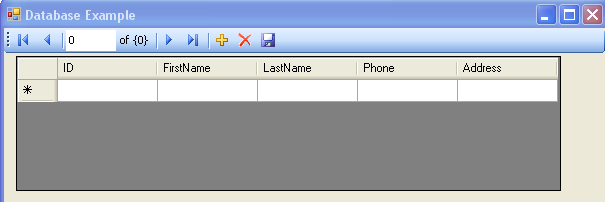 Database Example
0 of {0}
ID FirstName LastName Phone Address
*